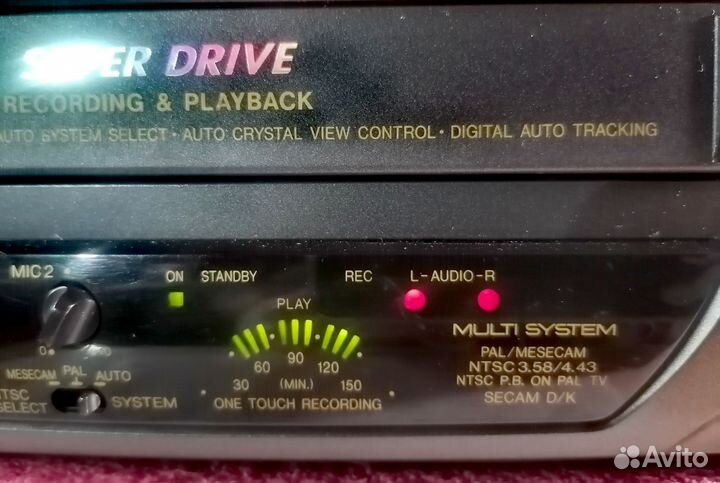 SUPER DRIVE
RECORDING & PLAYBACK
AUTO SYSTEM SELECT · AUTO CRYSTAL VIEW CONTROL · DIGITAL AUTO TRACKING
MIC 2
ON STANDBY REC L-AUDIO-R
PLAY
60 90 120
30 (MIN.) 150
ONE TOUCH RECORDING
0
MESECAM PAL AUTO
NTSC
SELECT SYSTEM
MULTI SYSTEM
PAL/MESECAM
NTSC 3.58/4.43
NTSC P.B. ON PAL TV
SECAM D/K
Avito